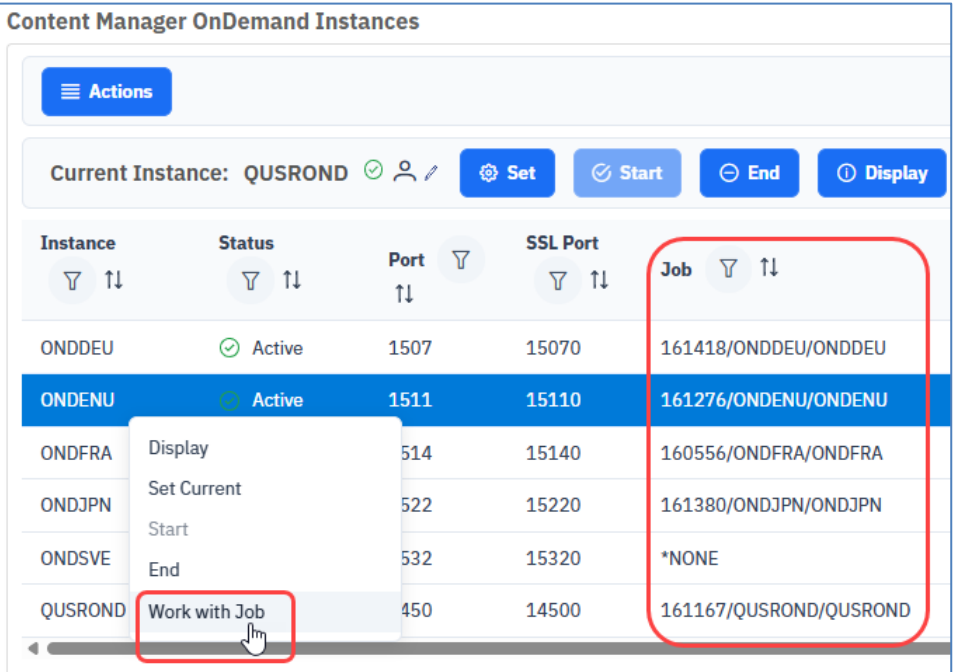 Content Manager OnDemand Instances
Actions
Current Instance: QUSROND Set Start End Display
Instance Status Port SSL Port Job
ONDDEU Active 1507 15070 161418/ONDDEU/ONDDEU
ONDENU Active 1511 15110 161276/ONDENU/ONDENU
ONDFRA 514 15140 160556/ONDFRA/ONDFRA
ONDJPN 522 15220 161380/ONDJPN/ONDJPN
ONDSVE 532 15320 *NONE
QUSROND 450 14500 161167/QUSROND/QUSROND
Display
Set Current
Start
End
Work with Job